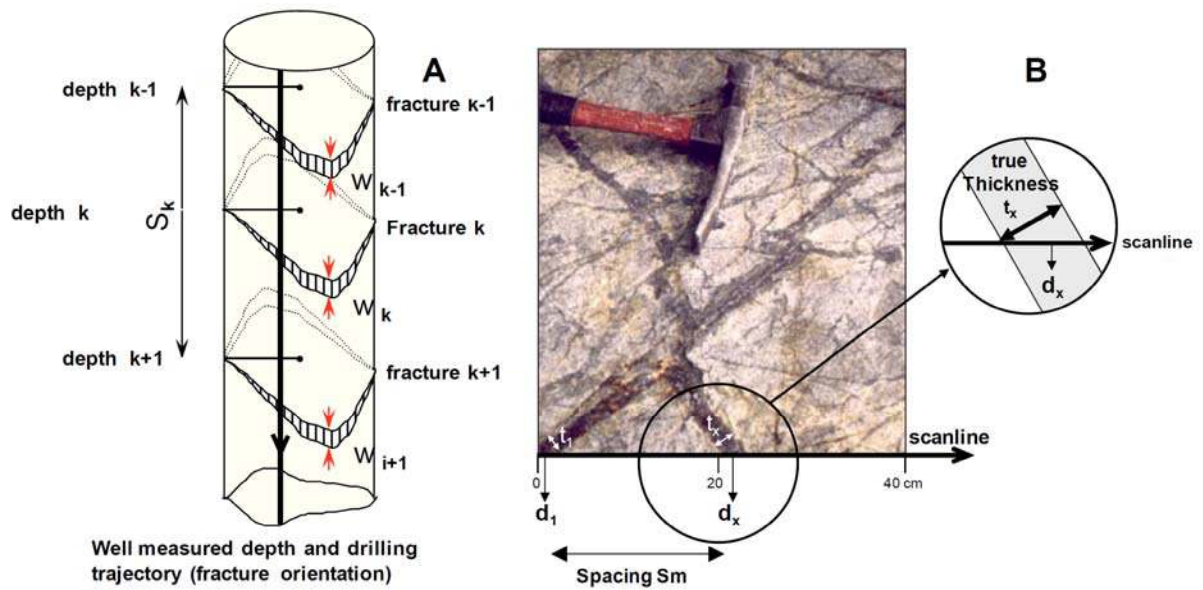 A
depth k-1
fracture k-1
W k-1
S k
depth k
Fracture k
W k
depth k+1
fracture k+1
W i+1
Well measured depth and drilling
trajectory (fracture orientation)
B
true
Thickness
t x
scanline
d x
t 1
t x
scanline
0
20
40 cm
d 1
d x
Spacing Sm